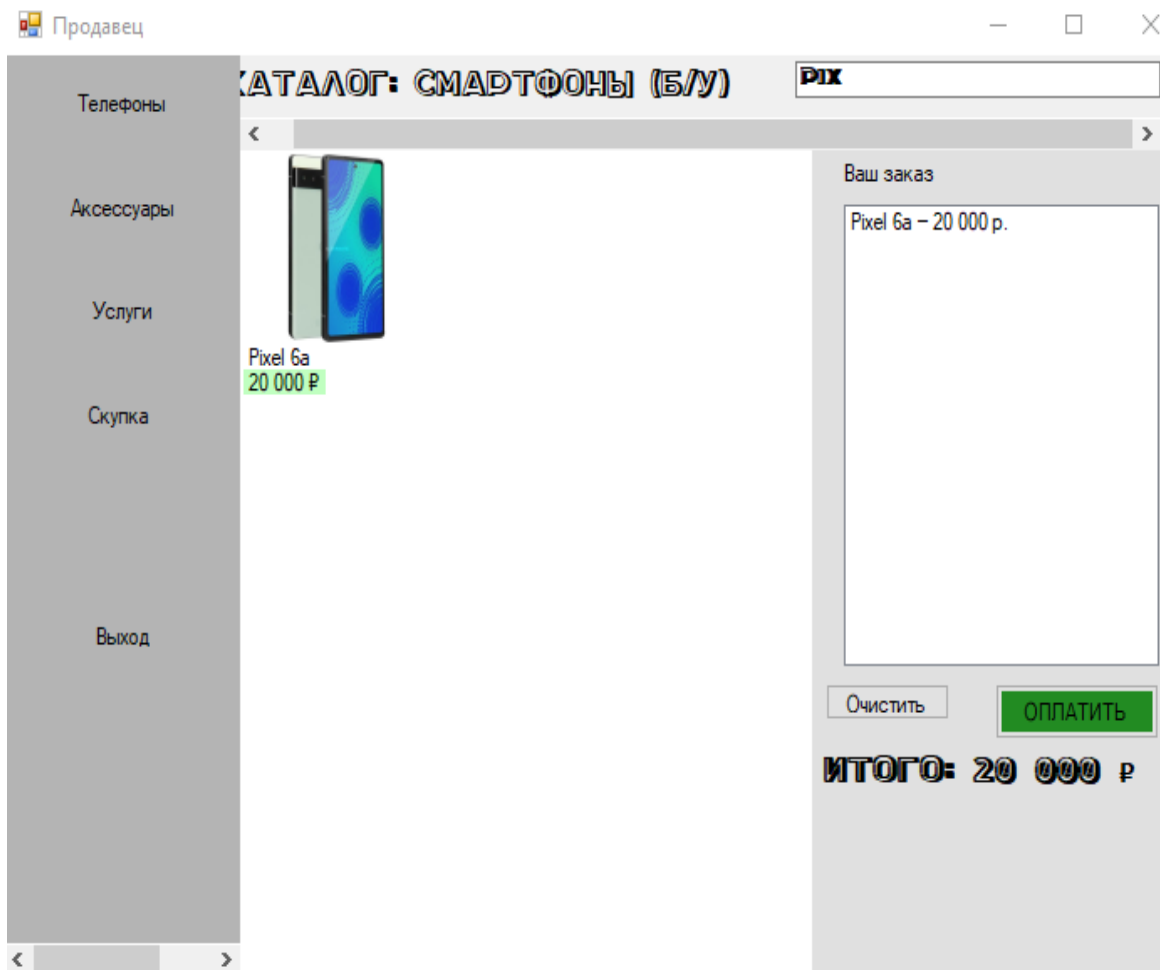 Продавец
Телефоны
Аксессуары
Услуги
Скупка
Выход
КАТАЛОГ: СМАРТФОНЫ (Б/У)
PIX
Pixel 6a
20 000 ₽
Ваш заказ
Pixel 6a – 20 000 р.
Очистить
ОПЛАТИТЬ
ИТОГО: 20 000 ₽